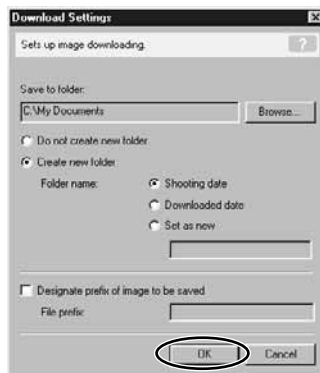 Download Settings
Sets up image downloading.
?
Save to folder:
C:\My Documents
Browse...
Do not create new folder
Create new folder
Folder name:
Shooting date
Downloaded date
Set as new
Designate prefix of image to be saved
File prefix:
OK
Cancel